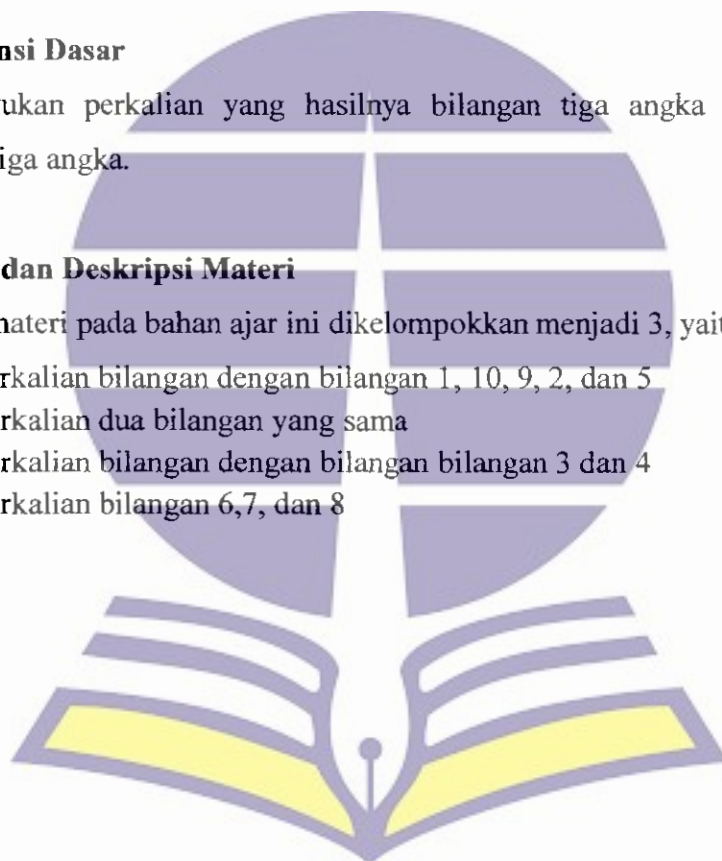 nsi Dasar
ukan perkalian yang hasilnya bilangan tiga angka
iga angka.
dan Deskripsi Materi
nateri pada bahan ajar ini dikelompokkan menjadi 3, yait
rkalian bilangan dengan bilangan 1, 10, 9, 2, dan 5
rkalian dua bilangan yang sama
rkalian bilangan dengan bilangan bilangan 3 dan 4
rkalian bilangan 6,7, dan 8